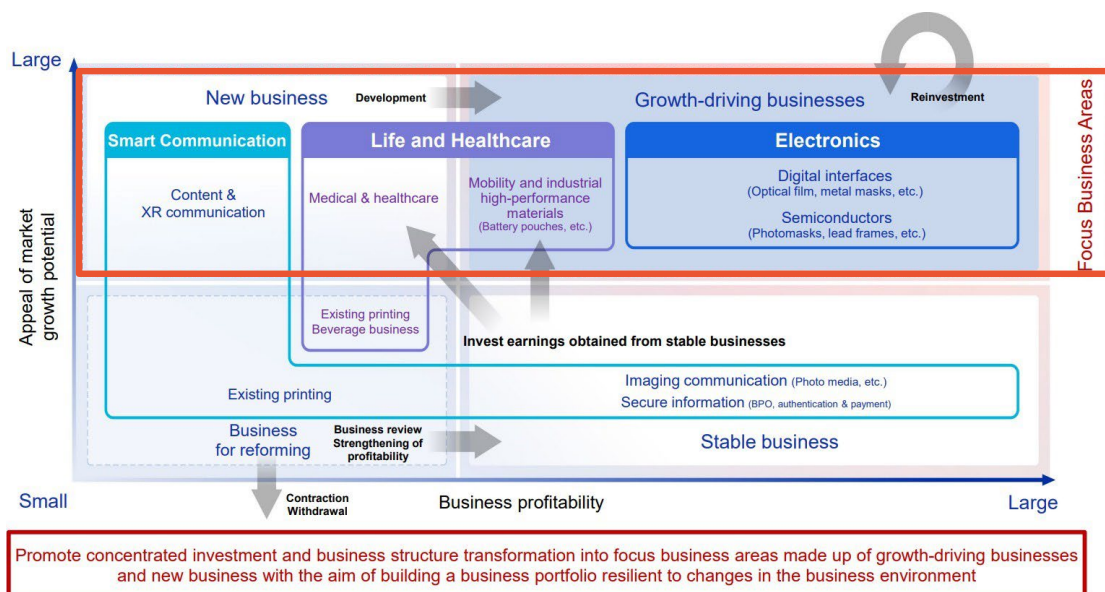 Large
New business
Development
Growth-driving businesses
Reinvestment
Focus Business Areas
Smart Communication
Life and Healthcare
Electronics
Content &
XR communication
Medical & healthcare
Mobility and industrial
high-performance
materials
(Battery pouches, etc.)
Digital interfaces
(Optical film, metal masks, etc.)
Semiconductors
(Photomasks, lead frames, etc.)
Appeal of market
growth potential
Existing printing
Beverage business
Invest earnings obtained from stable businesses
Existing printing
Imaging communication (Photo media, etc.)
Secure information (BPO, authentication & payment)
Business
for reforming
Business review
Strengthening of
profitability
Stable business
Small
Contraction
Withdrawal
Business profitability
Large
Promote concentrated investment and business structure transformation into focus business areas made up of growth-driving businesses
and new business with the aim of building a business portfolio resilient to changes in the business environment